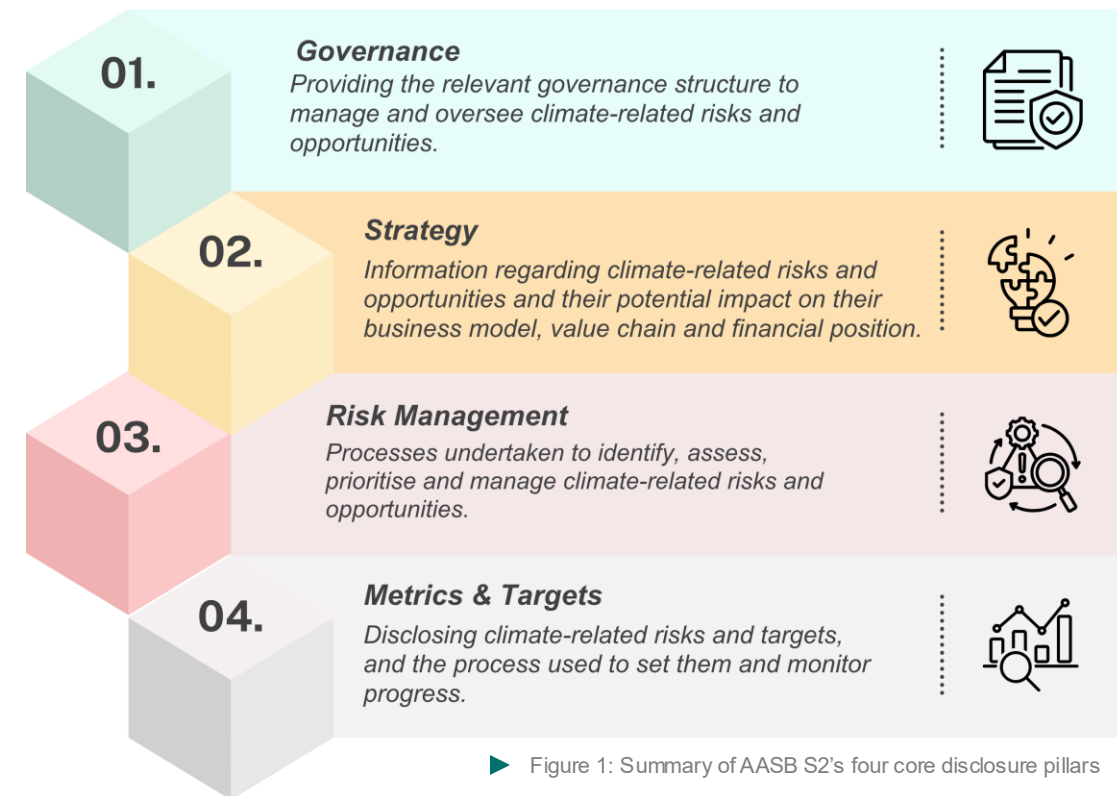 01.
Governance
Providing the relevant governance structure to
manage and oversee climate-related risks and
opportunities.
02.
Strategy
Information regarding climate-related risks and
opportunities and their potential impact on their
business model, value chain and financial position.
03.
Risk Management
Processes undertaken to identify, assess,
prioritise and manage climate-related risks and
opportunities.
04.
Metrics & Targets
Disclosing climate-related risks and targets,
and the process used to set them and monitor
progress.
Figure 1: Summary of AASB S2's four core disclosure pillars